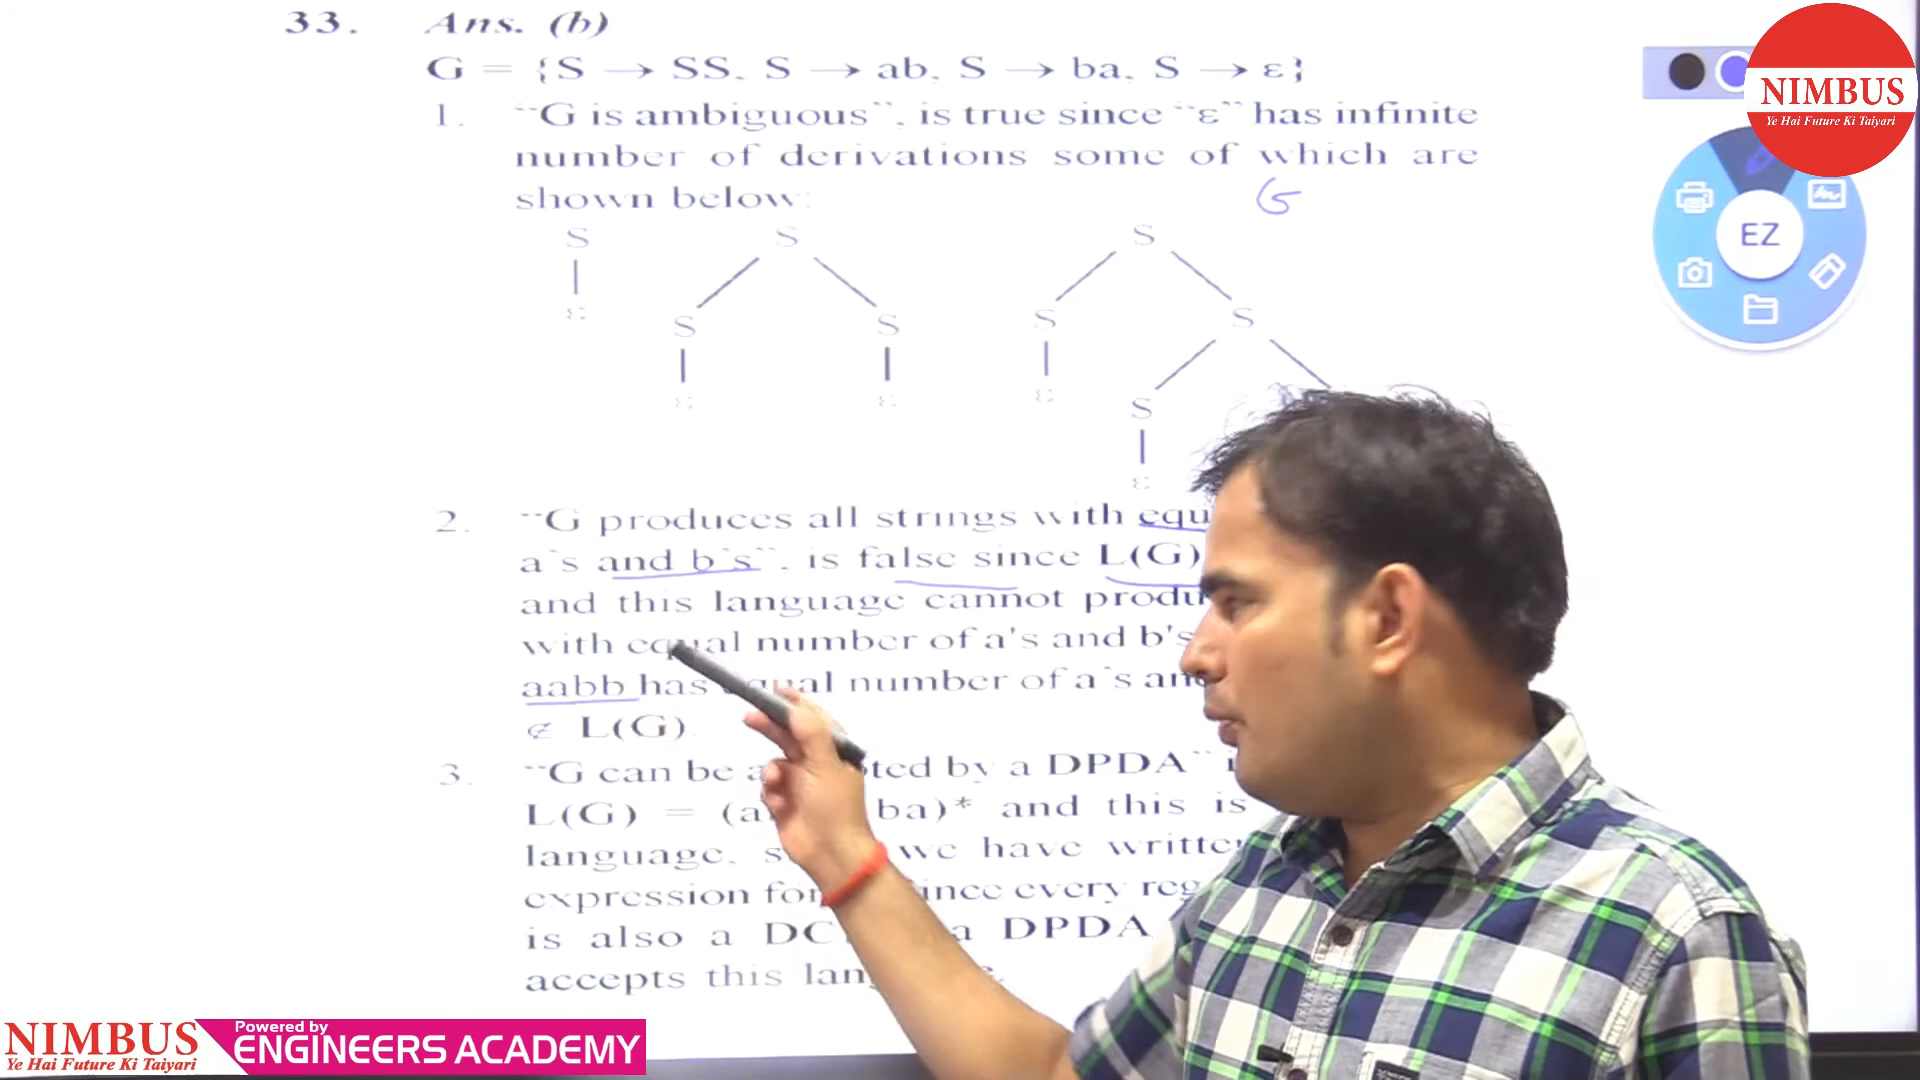 33. Ans. (b)
G = {S → SS, S → ab, S → ba, S → ε}
1. "G is ambiguous", is true since "ε" has infinite
number of derivations some of which are
shown below:
G
S S S
ε S S S S
ε ε ε S
ε
2. "G produces all strings with equ
a's and b's", is false since L(G)
and this language cannot produ
with equal number of a's and b's
aabb has equal number of a's an
∉ L(G)
3. "G can be a ted by a DPDA"
L(G) = (a ba)* and this is
language, s we have writte
expression for ince every reg
is also a DC a DPDA
accepts this lan
NIMBUS
Ye Hai Future Ki Taiyari
EZ
NIMBUS
Ye Hai Future Ki Taiyari
Powered by
ENGINEERS ACADEMY